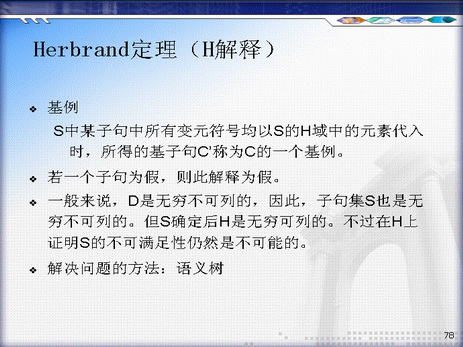 Herbrand定理（H解释）
❖ 基例
S中某子句中所有变元符号均以S的H域中的元素代入
时，所得的基子句C'称为C的一个基例。
❖ 若一个子句为假，则此解释为假。
❖ 一般来说，D是无穷不可列的，因此，子句集S也是无
穷不可列的。但S确定后H是无穷可列的。不过在H上
证明S的不可满足性仍然是不可能的。
❖ 解决问题的方法：语义树
78